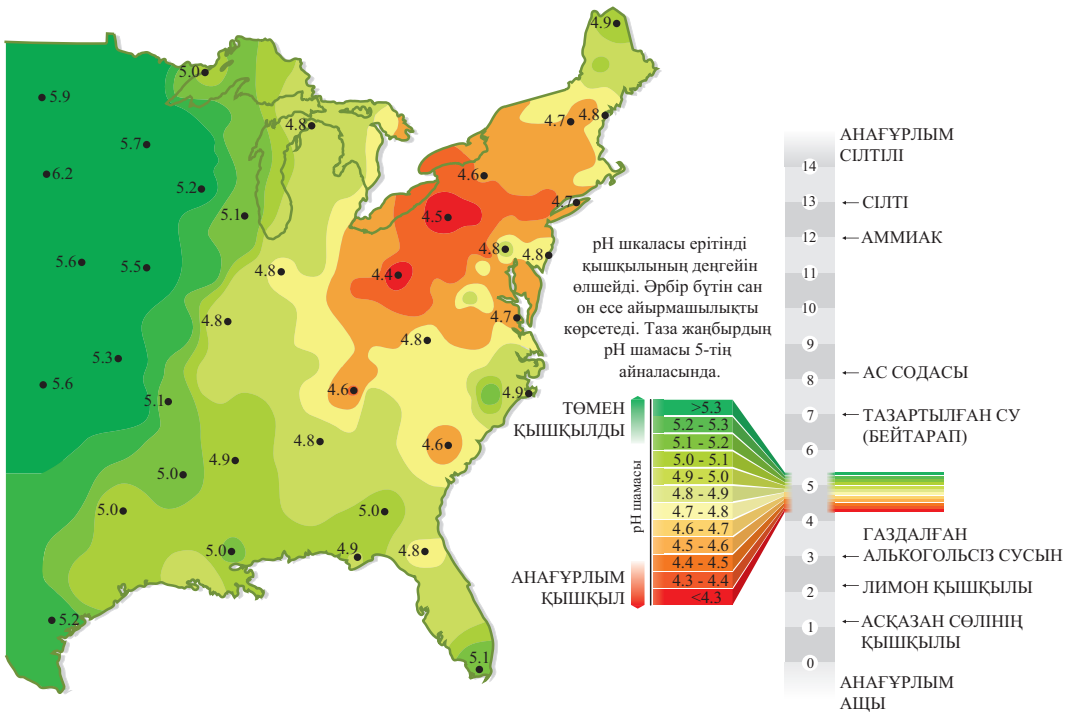 4.9
5.0
5.9
4.8
4.7
4.8
5.7
6.2
4.6
5.2
4.7
5.1
4.5
4.8
4.8
5.6
5.5
4.8
4.4
4.8
4.7
4.8
5.3
5.6
4.6
4.9
5.1
4.8
4.6
4.9
5.0
5.0
5.0
5.0
4.9
4.8
5.2
5.1
pH шкаласы ерітінді
қышқылының деңгейін
өлшейді. Әрбір бүтін сан
он есе айырмашылықты
көрсетеді. Таза жаңбырдың
pH шамасы 5-тің
айналасында.
ТӨМЕН
ҚЫШҚЫЛДЫ
pH шамасы
АНАҒҰРЛЫМ
ҚЫШҚЫЛ
>5.3
5.2 - 5.3
5.1 - 5.2
5.0 - 5.1
4.9 - 5.0
4.8 - 4.9
4.7 - 4.8
4.6 - 4.7
4.5 - 4.6
4.4 - 4.5
4.3 - 4.4
<4.3
АНАҒҰРЛЫМ
СІЛТІЛІ
14
13
СІЛТІ
12
АММИАК
11
10
9
8
АС СОДАСЫ
7
ТАЗАРТЫЛҒАН СУ
(БЕЙТАРАП)
6
5
4
ГАЗДАЛҒАН
АЛЬКОГОЛЬСІЗ СУСЫН
3
2
ЛИМОН ҚЫШҚЫЛЫ
1
АСҚАЗАН СӨЛІНІҢ
ҚЫШҚЫЛЫ
0
АНАҒҰРЛЫМ
АЩЫ